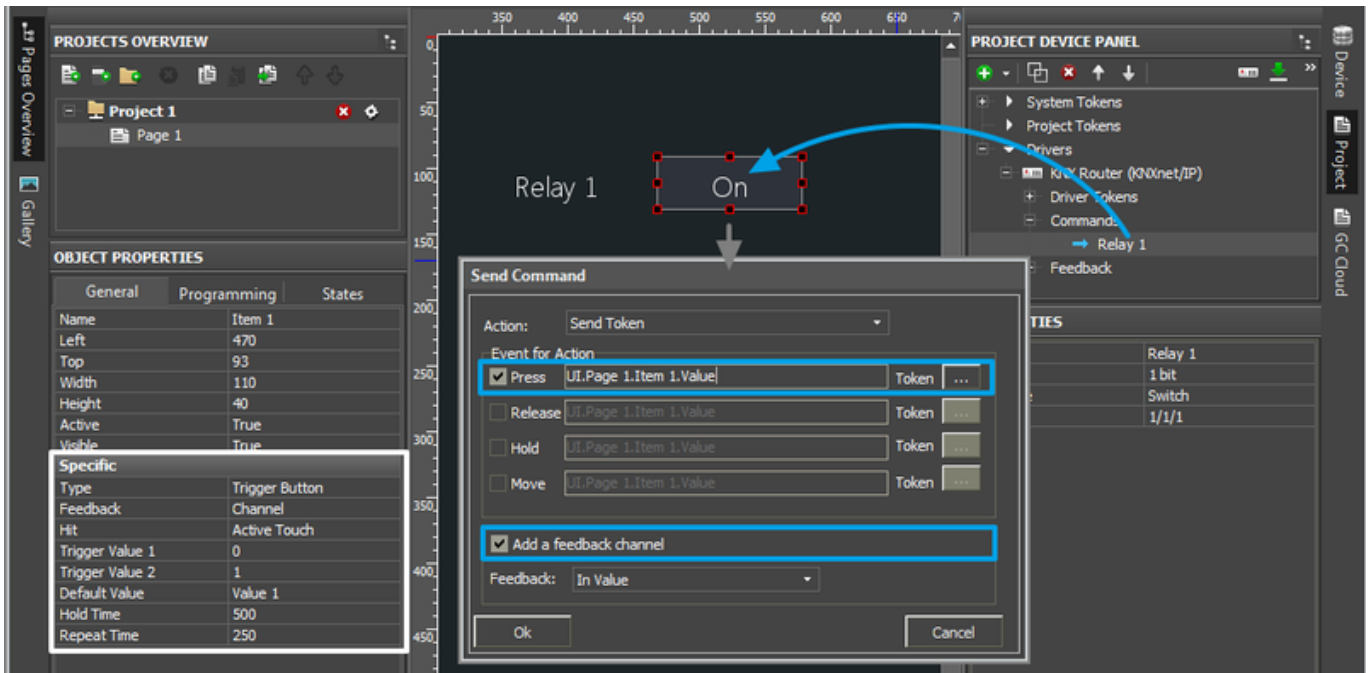 Pages Overview
Gallery
PROJECTS OVERVIEW
Project 1
Page 1
OBJECT PROPERTIES
General Programming States
Name Item 1
Left 470
Top 93
Width 110
Height 40
Active True
Visible True
Specific
Type Trigger Button
Feedback Channel
Hit Active Touch
Trigger Value 1 0
Trigger Value 2 1
Default Value Value 1
Hold Time 500
Repeat Time 250
350 400 450 500 550 600 650 7
0
50
100
150
200
250
300
350
400
450
Relay 1 On
Send Command
Action: Send Token
Event for Action
Press UI.Page 1.Item 1.Value Token ...
Release UI.Page 1.Item 1.Value Token ...
Hold UI.Page 1.Item 1.Value Token ...
Move UI.Page 1.Item 1.Value Token ...
Add a feedback channel
Feedback: In Value
Ok Cancel
PROJECT DEVICE PANEL
System Tokens
Project Tokens
Drivers
KNX Router (KNXnet/IP)
Driver Tokens
Commands
Relay 1
Feedback
TIES
Relay 1
1 bit
Switch
1/1/1
Device
Project
GC Cloud